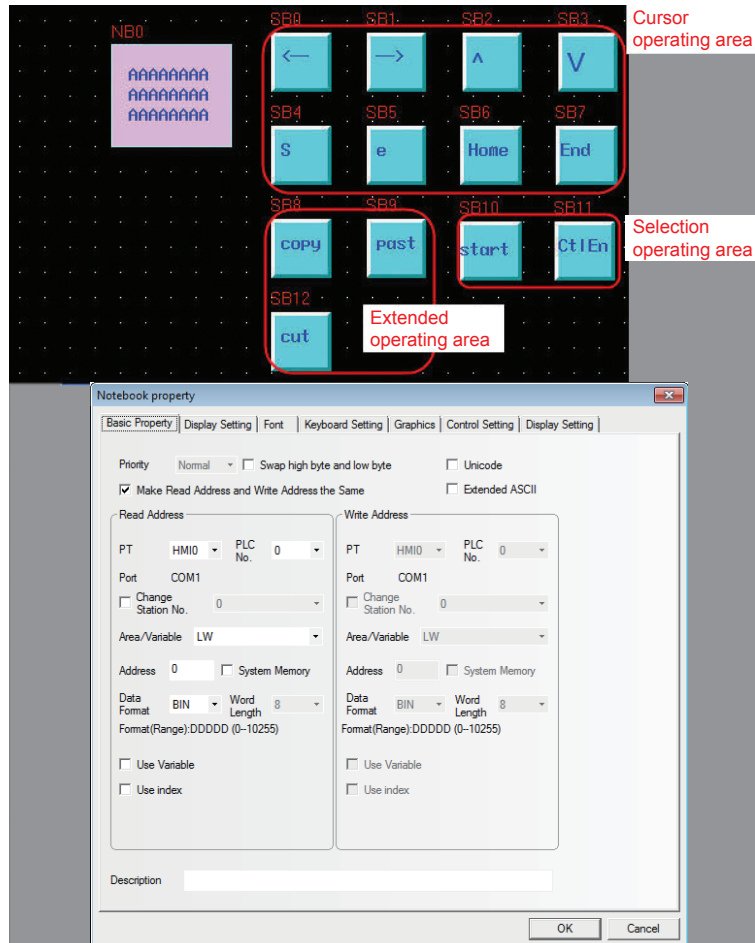 SB0 SB1 SB2 SB3
Cursor
operating area
NB0
<— —> ^ V
AAAAAAAA
AAAAAAAA
AAAAAAAA
SB4 SB5 SB6 SB7
S e Home End
SB8 SB9 SB10 SB11
Selection
operating area
copy past start CtlEn
SB12
Extended
operating area
cut
Notebook property
Basic Property Display Setting Font Keyboard Setting Graphics Control Setting Display Setting
Priority Normal Swap high byte and low byte Unicode
Make Read Address and Write Address the Same Extended ASCII
Read Address Write Address
PT HMI0 PLC No. 0 PT HMI0 PLC No. 0
Port COM1 Port COM1
Change Station No. 0 Change Station No. 0
Area/Variable LW Area/Variable LW
Address 0 System Memory Address 0 System Memory
Data Format BIN Word Length 8 Data Format BIN Word Length 8
Format(Range):DDDDD (0--10255) Format(Range):DDDDD (0--10255)
Use Variable Use Variable
Use index Use index
Description
OK Cancel